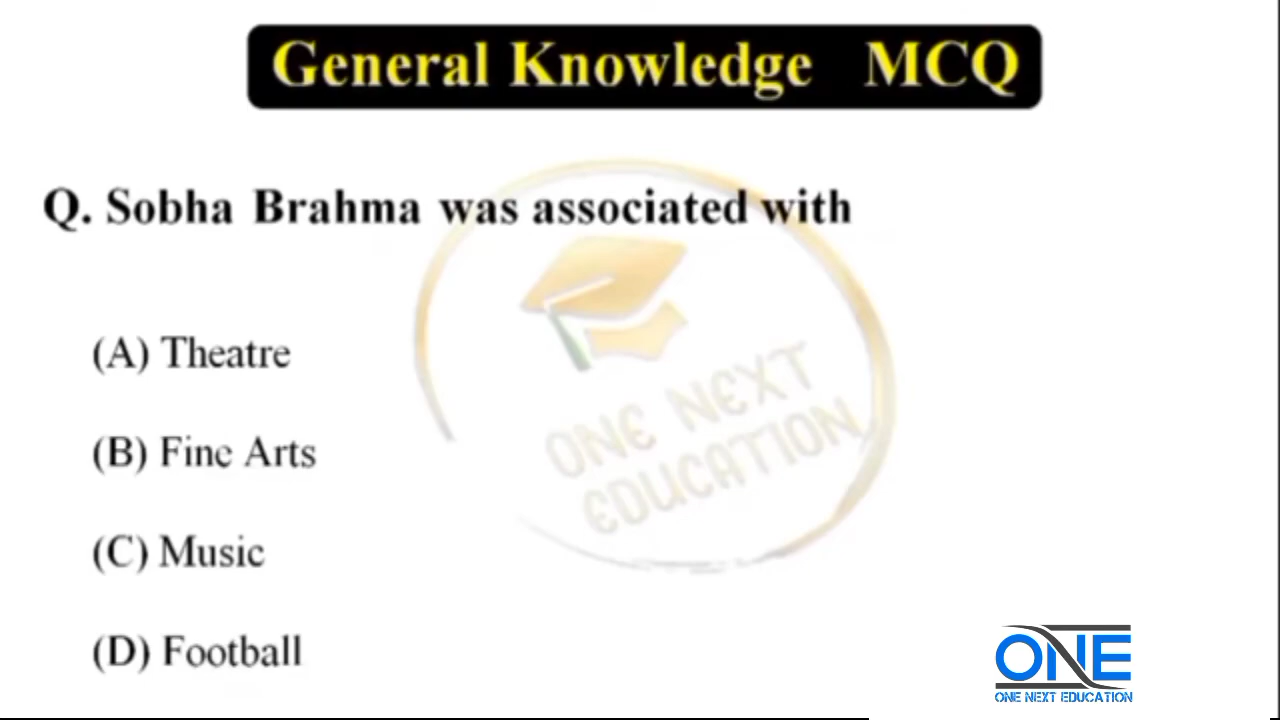 General Knowledge MCQ
Q. Sobha Brahma was associated with
(A) Theatre
(B) Fine Arts
(C) Music
(D) Football
ONE NEXT
EDUCATION
ONE
ONE NEXT EDUCATION